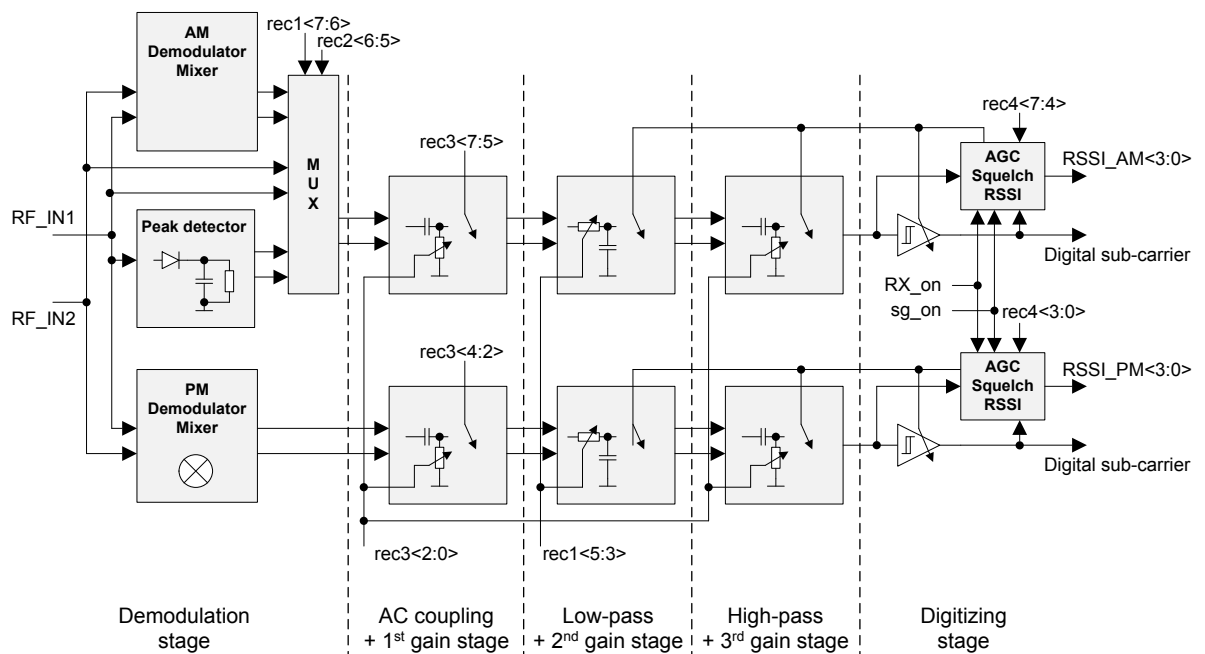 rec1<7:6>
rec2<6:5>
AM
Demodulator
Mixer
M
U
X
rec3<7:5>
rec4<7:4>
AGC
Squelch
RSSI
RSSI_AM<3:0>
RF_IN1
Peak detector
Digital sub-carrier
RX_on
sg_on
RF_IN2
rec3<4:2>
rec4<3:0>
AGC
Squelch
RSSI
RSSI_PM<3:0>
PM
Demodulator
Mixer
Digital sub-carrier
rec3<2:0>
rec1<5:3>
Demodulation
stage
AC coupling
+ 1st gain stage
Low-pass
+ 2nd gain stage
High-pass
+ 3rd gain stage
Digitizing
stage